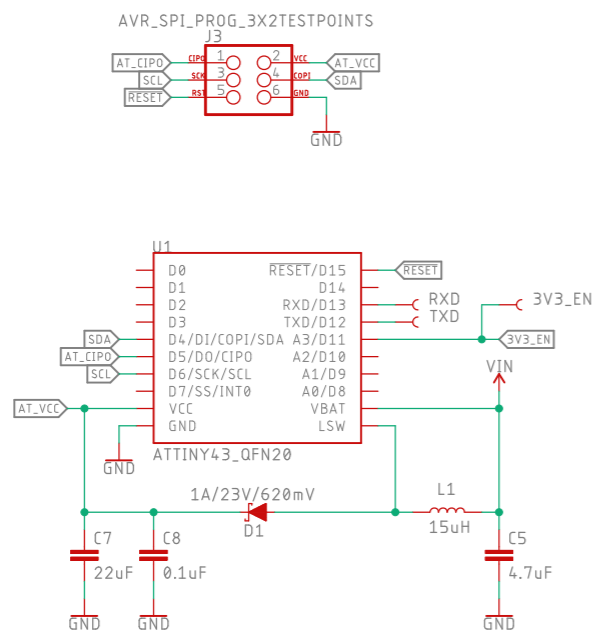 AVR_SPI_PROG_3X2TESTPOINTS
J3
AT_CIPO CIPO 1 2 VCC AT_VCC
SCL SCK 3 4 COPI SDA
RESET RST 5 6 GND
GND
U1
D0 RESET/D15 RESET
D1 D14
D2 RXD/D13 RXD
D3 TXD/D12 TXD
3V3_EN
SDA D4/DI/COPI/SDA A3/D11 3V3_EN
AT_CIPO D5/DO/CIPO A2/D10
SCL D6/SCK/SCL A1/D9
VIN
D7/SS/INT0 A0/D8
AT_VCC VCC VBAT
GND LSW
GND
ATTINY43_QFN20
1A/23V/620mV
D1
L1
15uH
C7
22uF
C8
0.1uF
C5
4.7uF
GND GND GND